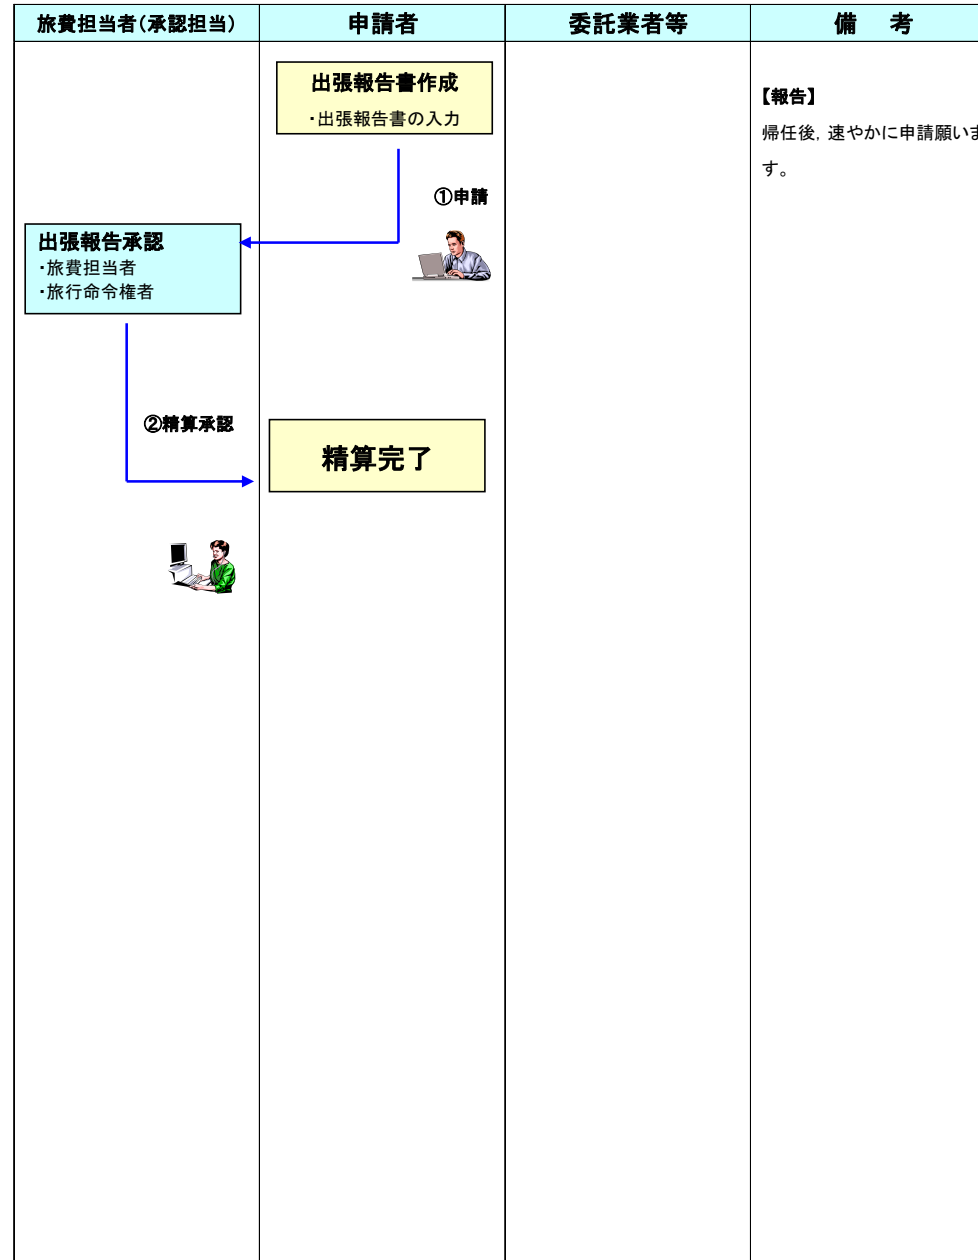 旅費担当者（承認担当）
申請者
委託業者等
備　考
出張報告書作成
・出張報告書の入力
【報告】
帰任後，速やかに申請願いま
す。
①申請
出張報告承認
・旅費担当者
・旅行命令権者
②精算承認
精算完了